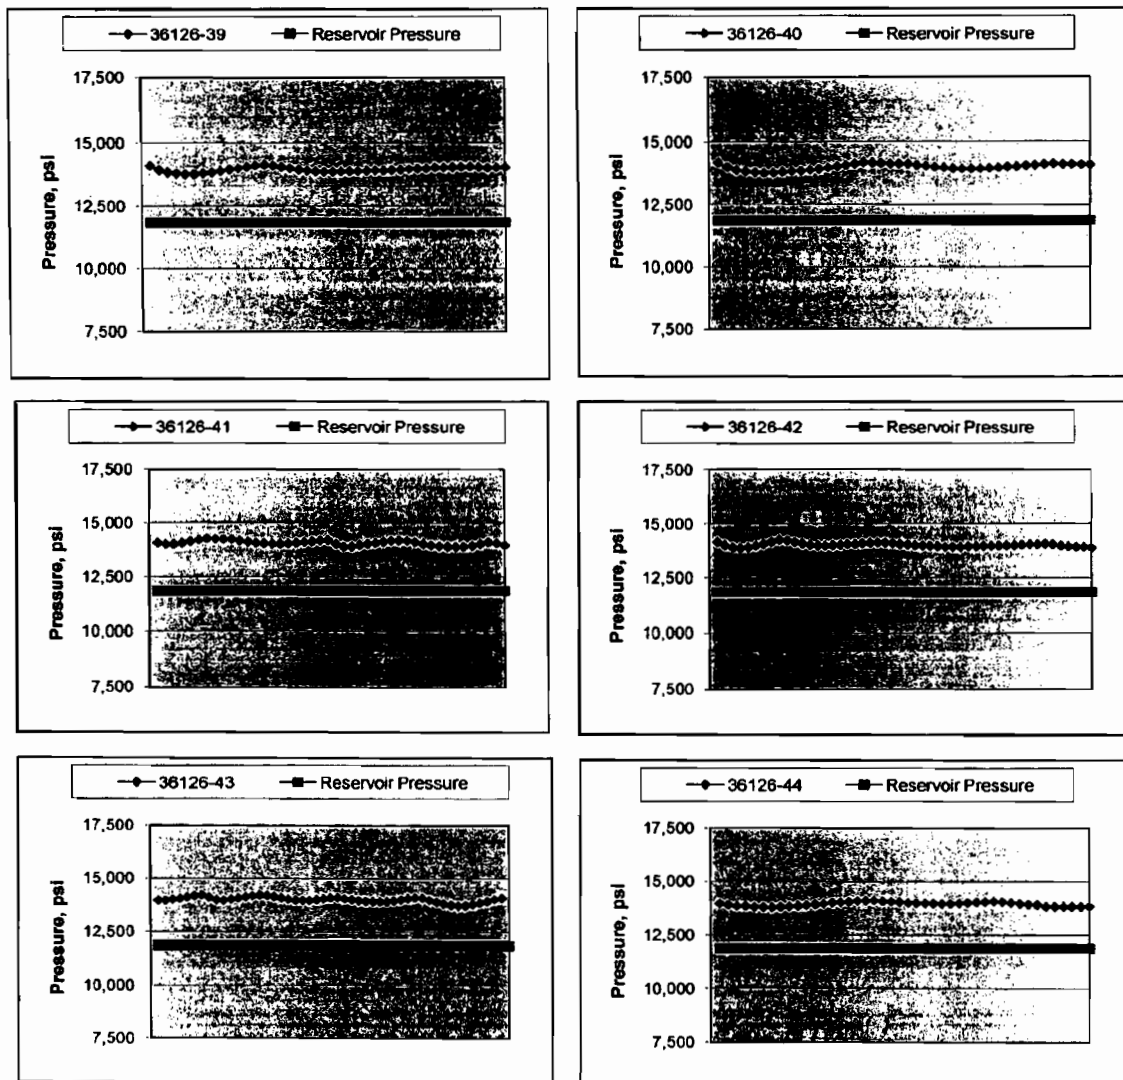 36126-39 Reservoir Pressure
17,500
15,000
12,500
10,000
7,500
Pressure, psi
36126-40 Reservoir Pressure
17,500
15,000
12,500
10,000
7,500
Pressure, psi
36126-41 Reservoir Pressure
17,500
15,000
12,500
10,000
7,500
Pressure, psi
36126-42 Reservoir Pressure
17,500
15,000
12,500
10,000
7,500
Pressure, psi
36126-43 Reservoir Pressure
17,500
15,000
12,500
10,000
7,500
Pressure, psi
36126-44 Reservoir Pressure
17,500
15,000
12,500
10,000
7,500
Pressure, psi